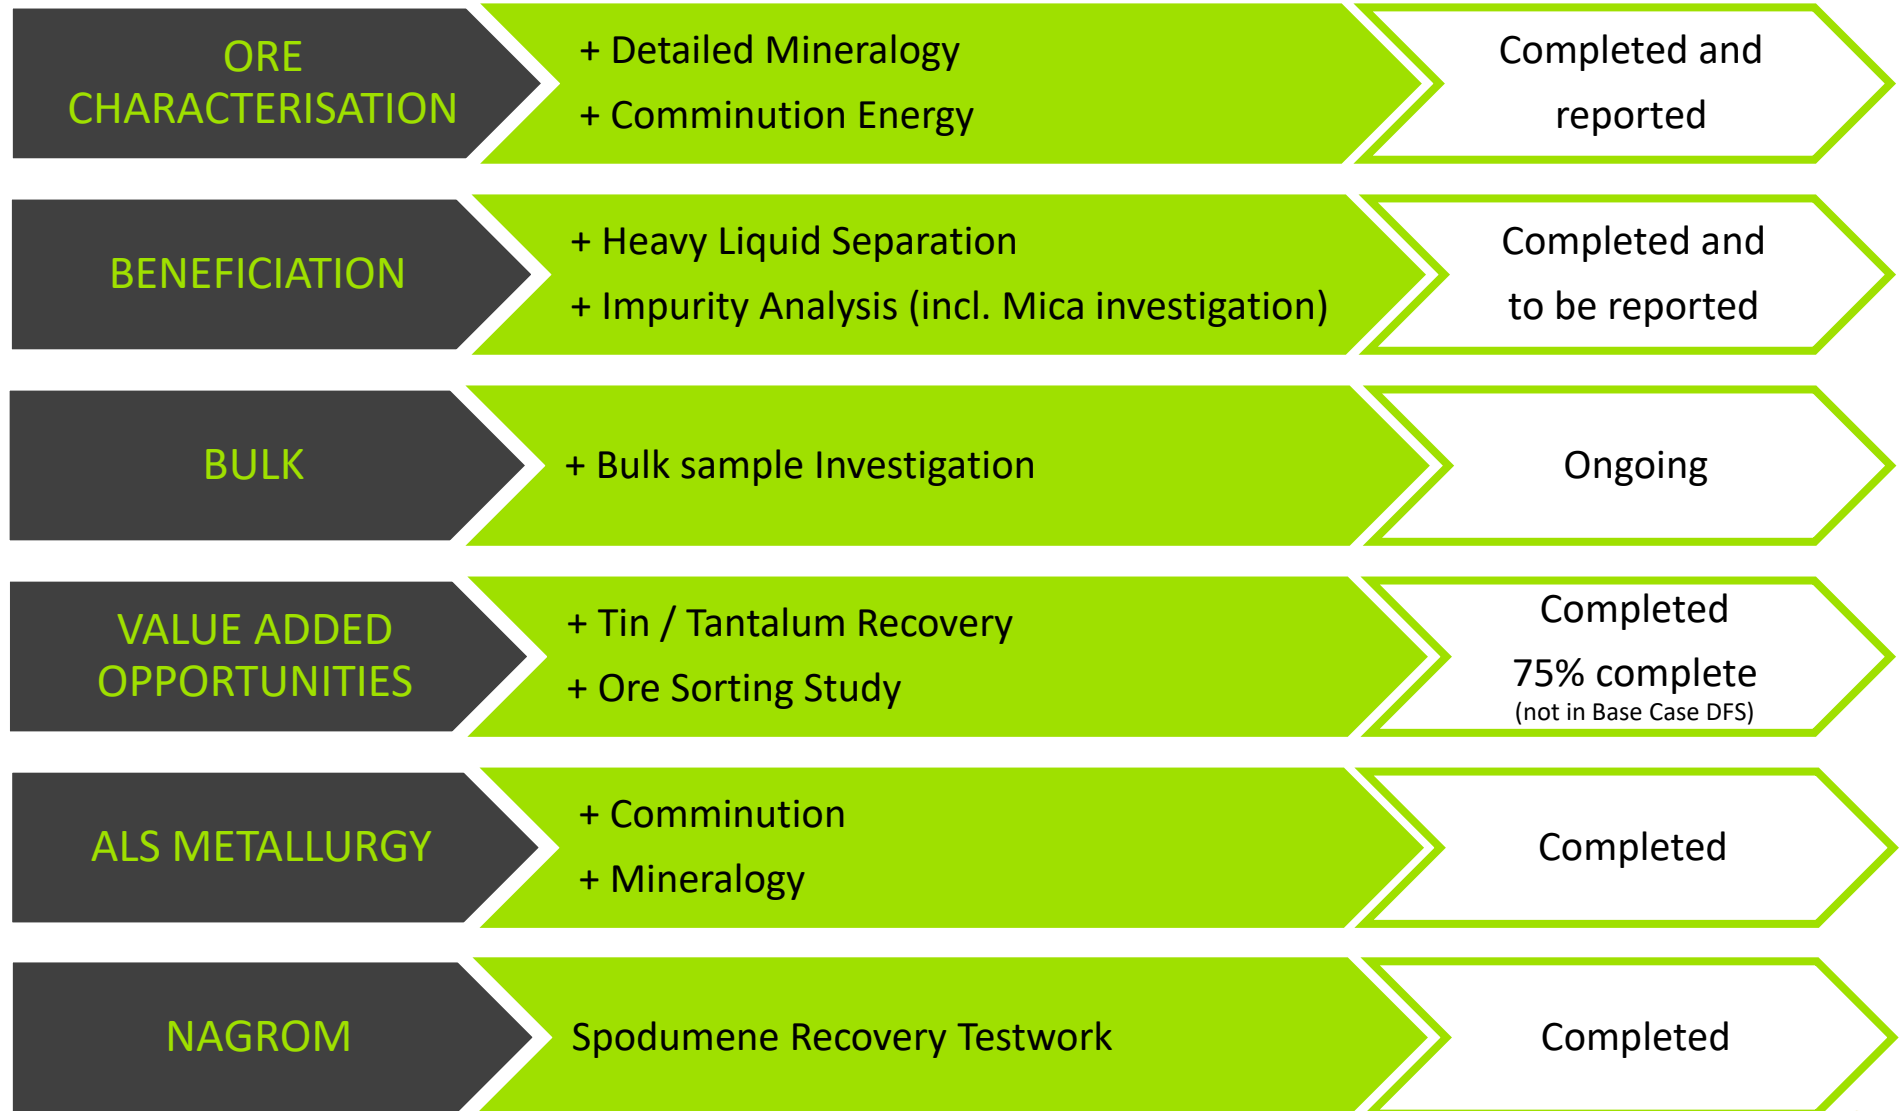 ORE
CHARACTERISATION
+ Detailed Mineralogy
+ Comminution Energy
Completed and
reported
BENEFICIATION
+ Heavy Liquid Separation
+ Impurity Analysis (incl. Mica investigation)
Completed and
to be reported
BULK
+ Bulk sample Investigation
Ongoing
VALUE ADDED
OPPORTUNITIES
+ Tin / Tantalum Recovery
+ Ore Sorting Study
Completed
75% complete
(not in Base Case DFS)
ALS METALLURGY
+ Comminution
+ Mineralogy
Completed
NAGROM
Spodumene Recovery Testwork
Completed